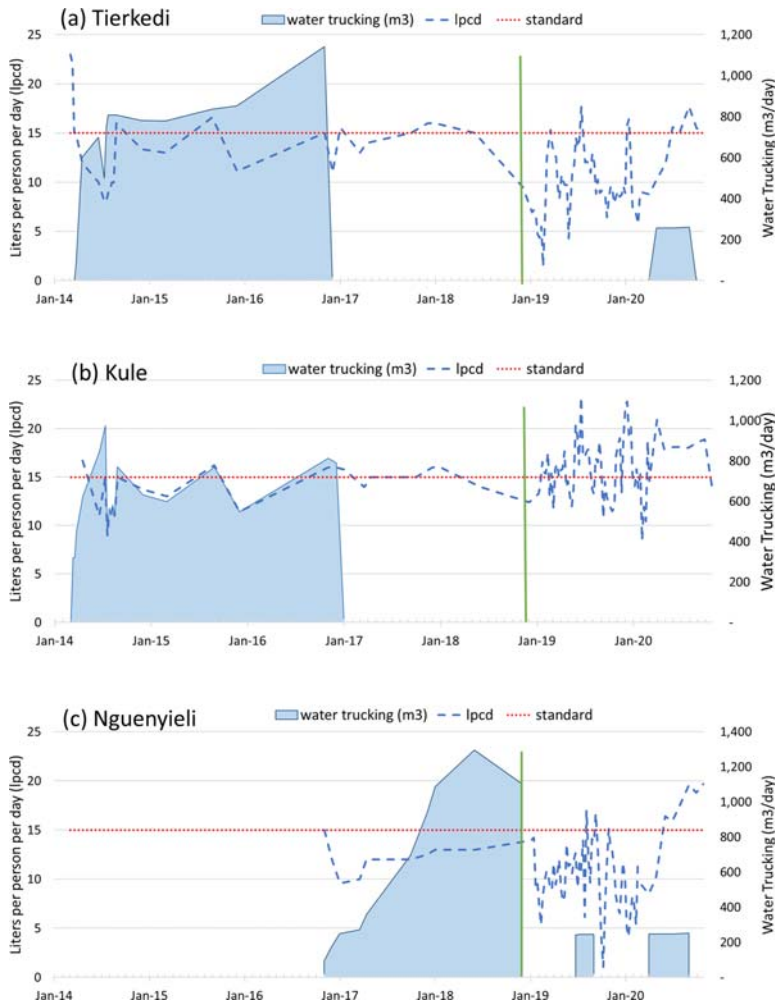 (a) Tierkedi
water trucking (m3) lpcd standard
Liters per person per day (lpcd)
25
20
15
10
5
0
1,200
1,000
800
600
400
200
-
Water Trucking (m3/day)
Jan-14 Jan-15 Jan-16 Jan-17 Jan-18 Jan-19 Jan-20
(b) Kule
water trucking (m3) lpcd standard
Liters per person per day (lpcd)
25
20
15
10
5
0
1,200
1,000
800
600
400
200
-
Water Trucking (m3/day)
Jan-14 Jan-15 Jan-16 Jan-17 Jan-18 Jan-19 Jan-20
(c) Nguenyieli
water trucking (m3) lpcd standard
Liters per person per day (lpcd)
25
20
15
10
5
0
1,400
1,200
1,000
800
600
400
200
-
Water Trucking (m3/day)
Jan-14 Jan-15 Jan-16 Jan-17 Jan-18 Jan-19 Jan-20